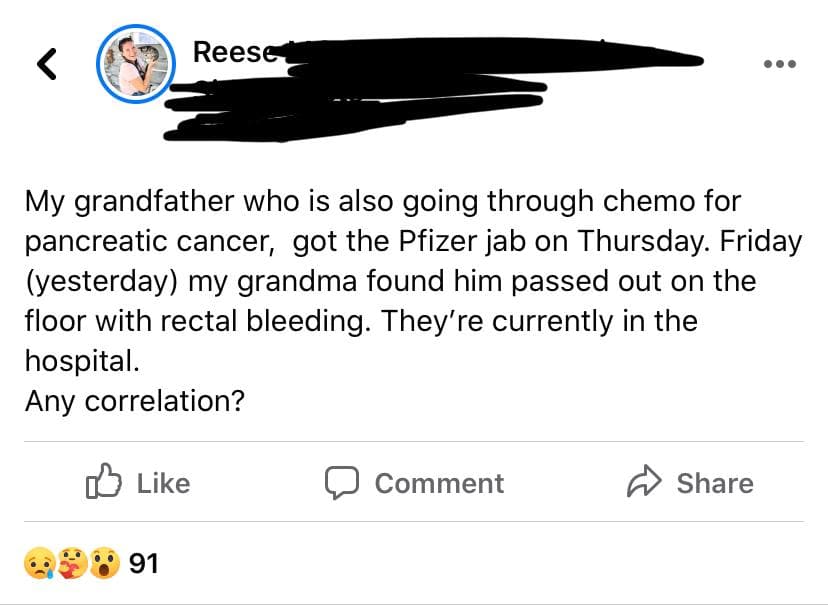 Reese
My grandfather who is also going through chemo for
pancreatic cancer,  got the Pfizer jab on Thursday. Friday
(yesterday) my grandma found him passed out on the
floor with rectal bleeding. They’re currently in the
hospital.
Any correlation?
Like Comment Share
91